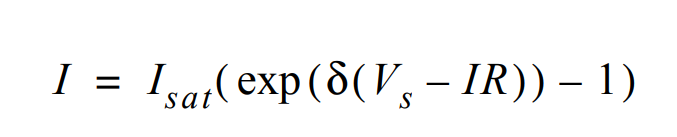 I = I_sat(exp(δ(V_s – IR)) – 1)